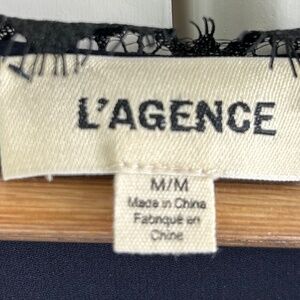 L'AGENCE
M/M
Made in China
Fabriqué en
Chine